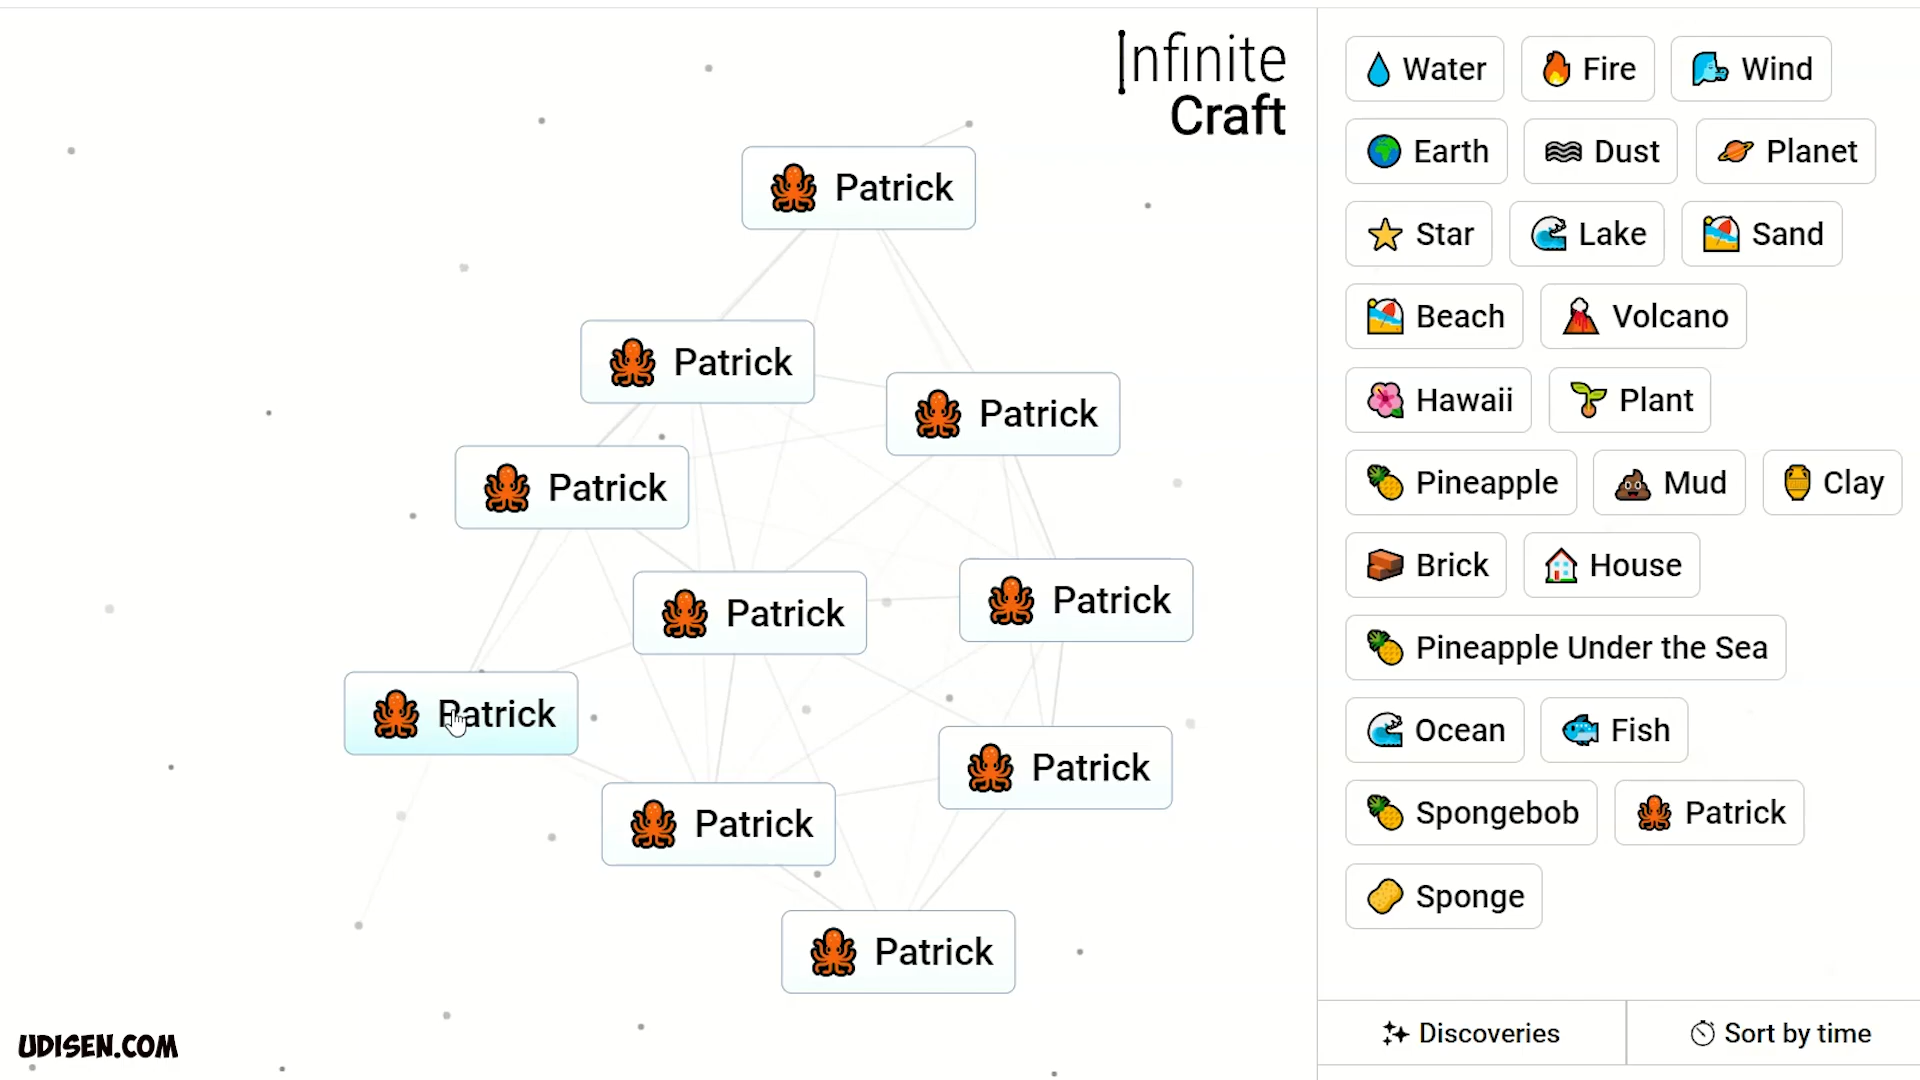 Infinite
Craft
Patrick
Patrick
Patrick
Patrick
Patrick
Patrick
Patrick
Patrick
Patrick
Patrick
UDISEN.COM
Water Fire Wind
Earth Dust Planet
Star Lake Sand
Beach Volcano
Hawaii Plant
Pineapple Mud Clay
Brick House
Pineapple Under the Sea
Ocean Fish
Spongebob Patrick
Sponge
Discoveries Sort by time